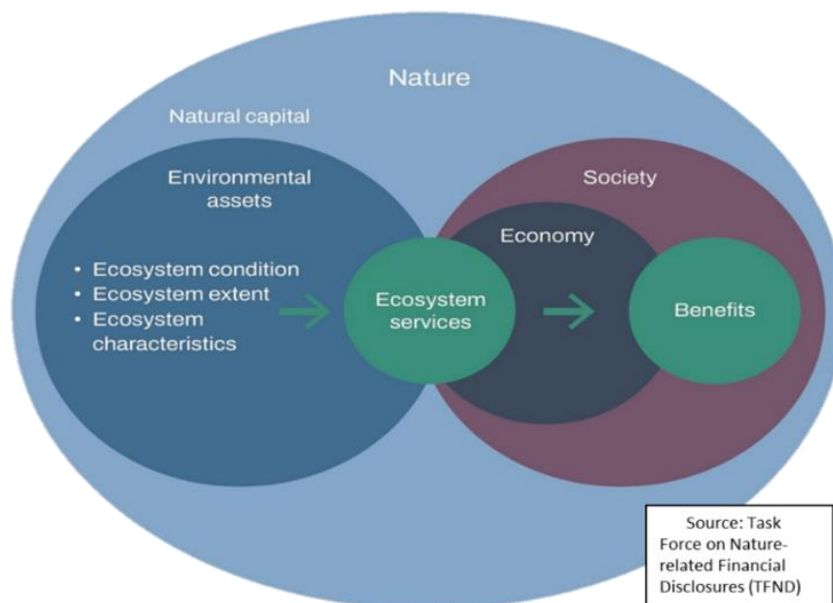 Nature
Natural capital
Environmental
assets
• Ecosystem condition
• Ecosystem extent
• Ecosystem
characteristics
Ecosystem
services
Society
Economy
Benefits
Source: Task
Force on Nature-
related Financial
Disclosures (TFND)